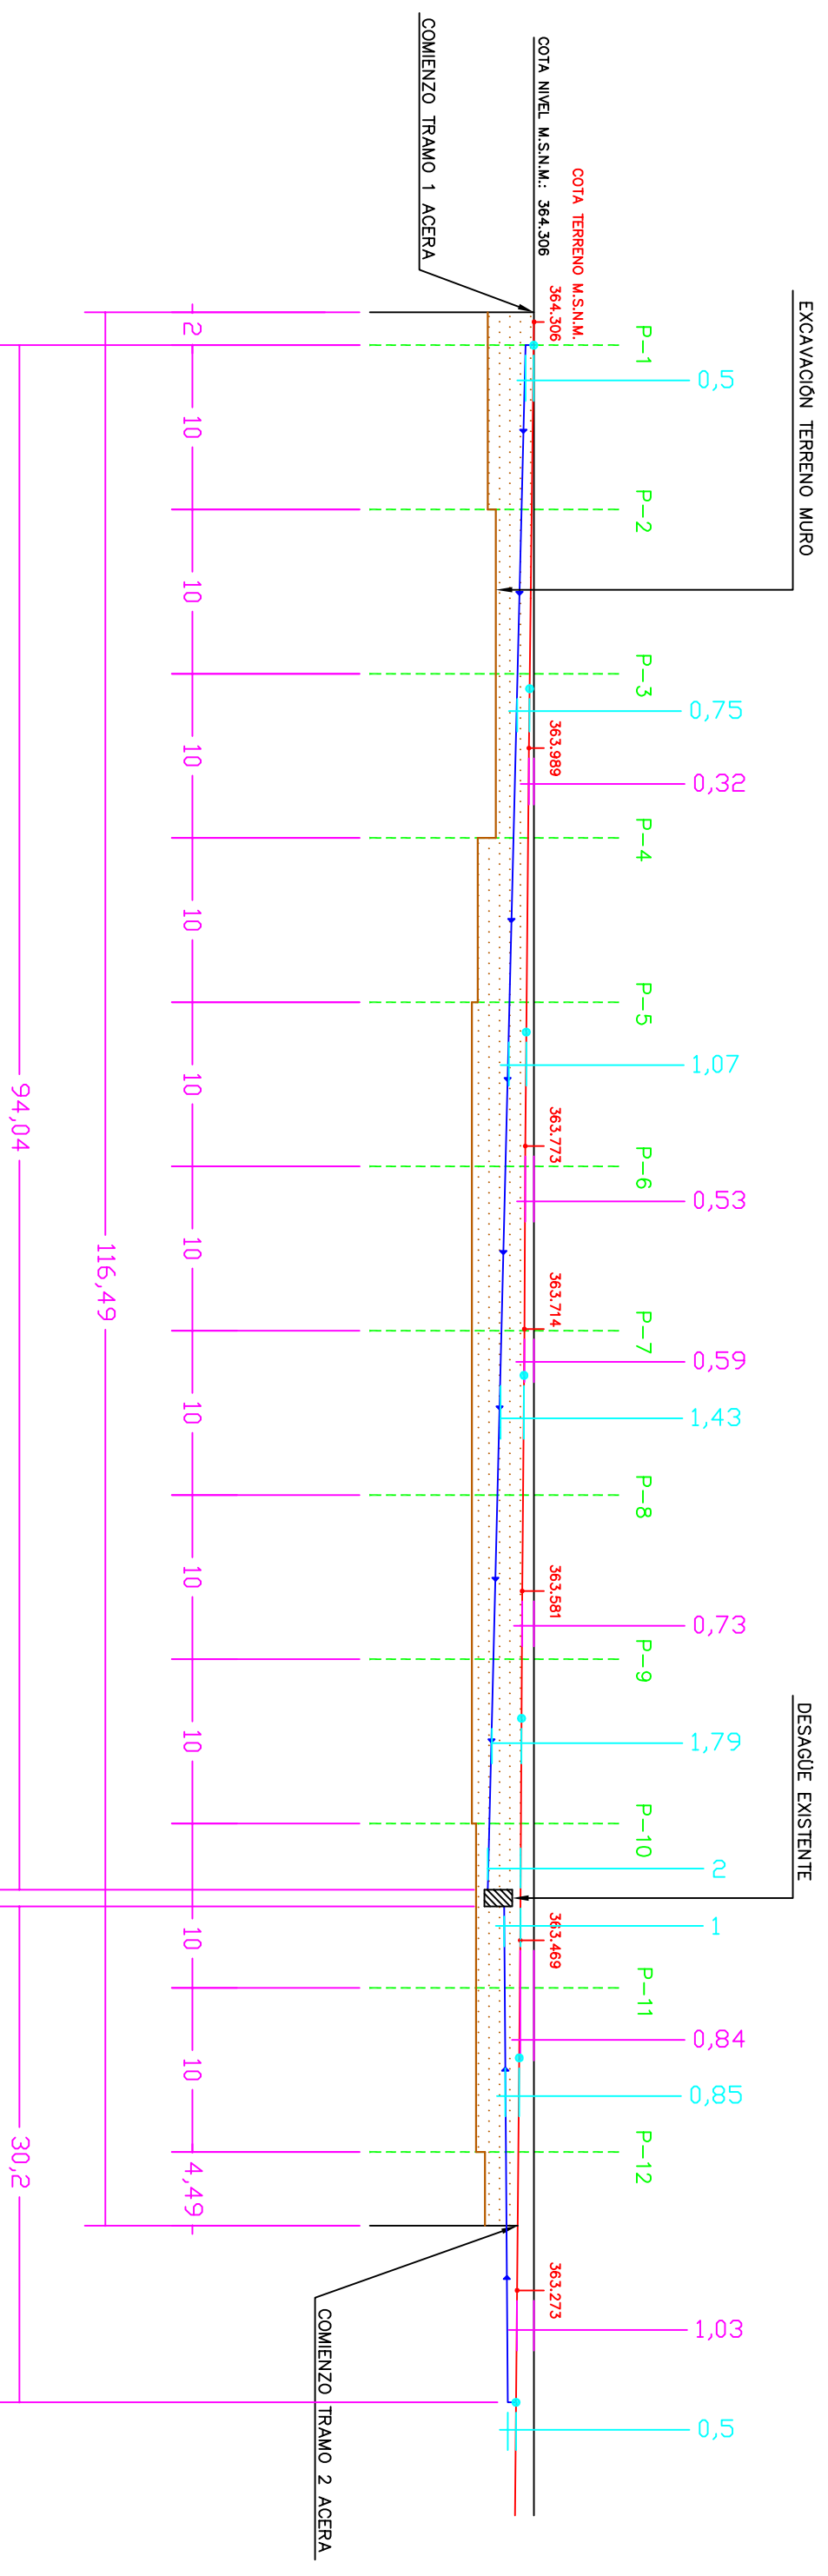 EXCAVACIÓN TERRENO MURO
DESAGÜE EXISTENTE
0,5
0,75
0,32
1,07
0,53
0,59
1,43
0,73
1,79
2
1
0,84
0,85
1,03
0,5
P-1
P-2
P-3
P-4
P-5
P-6
P-7
P-8
P-9
P-10
P-11
P-12
COTA TERRENO M.S.N.M.
364.306
363.989
363.773
363.714
363.581
363.469
363.273
COTA NIVEL M.S.N.M.: 364.306
COMIENZO TRAMO 1 ACERA
COMIENZO TRAMO 2 ACERA
2
10
10
10
10
10
10
10
10
10
10
10
4,49
116,49
94,04
30,2